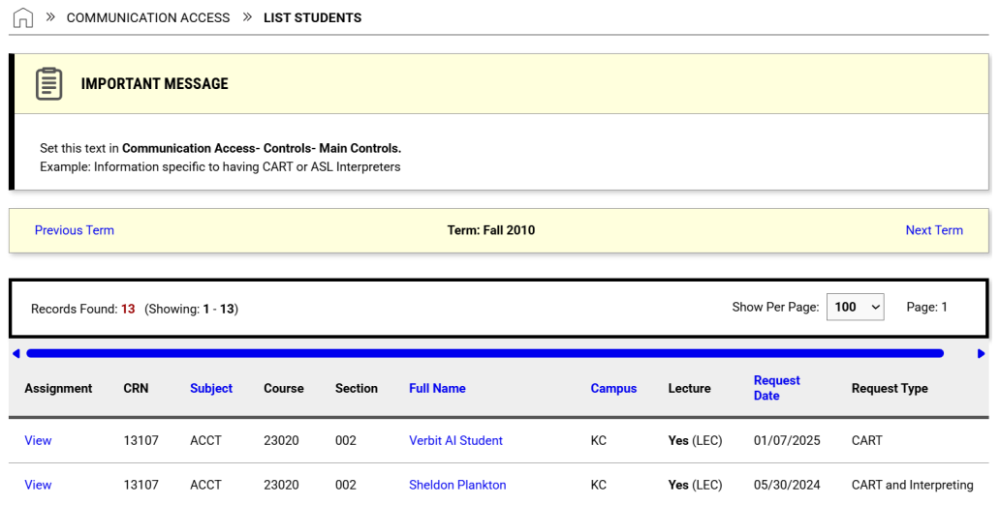 COMMUNICATION ACCESS » LIST STUDENTS
IMPORTANT MESSAGE
Set this text in Communication Access- Controls- Main Controls.
Example: Information specific to having CART or ASL Interpreters
Previous Term Term: Fall 2010 Next Term
Records Found: 13 (Showing: 1 - 13) Show Per Page: 100 Page: 1
Assignment CRN Subject Course Section Full Name Campus Lecture Request Date Request Type
View 13107 ACCT 23020 002 Verbit AI Student KC Yes (LEC) 01/07/2025 CART
View 13107 ACCT 23020 002 Sheldon Plankton KC Yes (LEC) 05/30/2024 CART and Interpreting